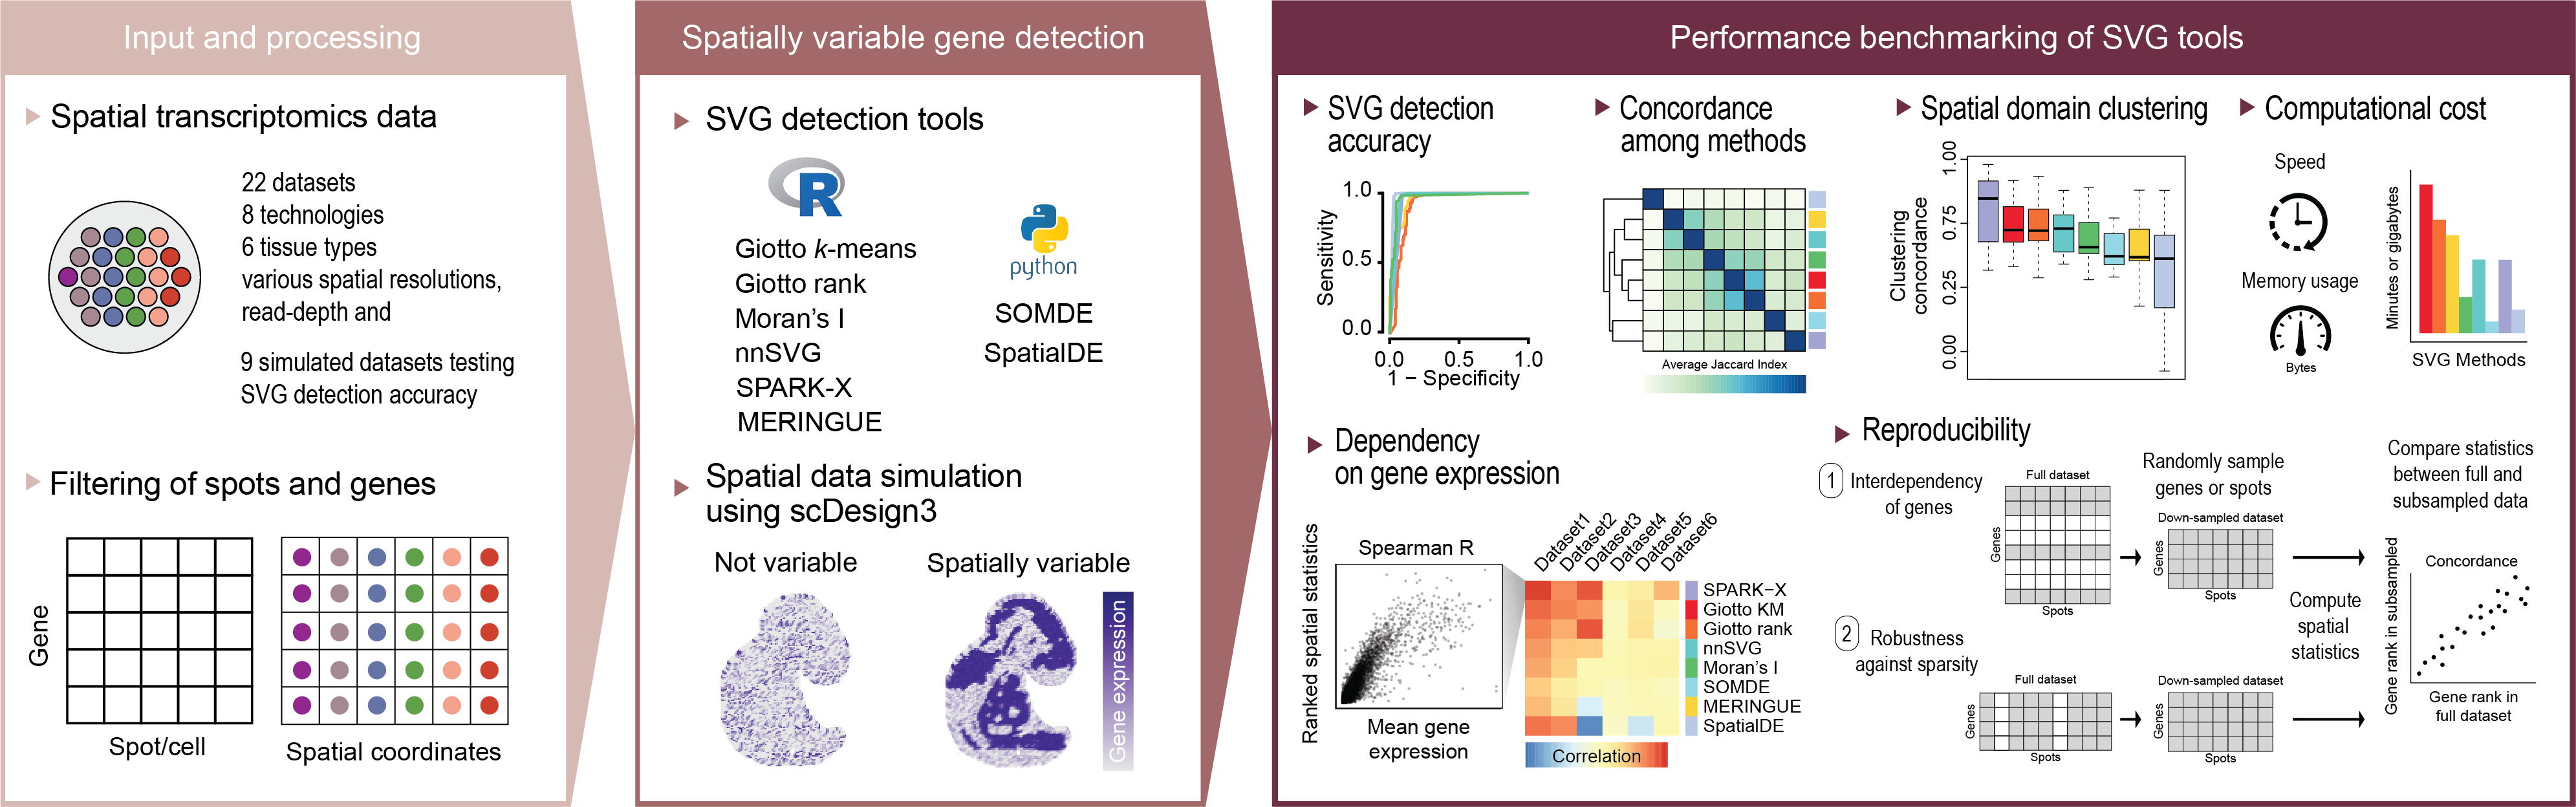 Input and processing
Spatial transcriptomics data
22 datasets
8 technologies
6 tissue types
various spatial resolutions,
read-depth and
9 simulated datasets testing
SVG detection accuracy
Filtering of spots and genes
Gene
Spot/cell
Spatial coordinates
Spatially variable gene detection
SVG detection tools
R
Giotto k-means
Giotto rank
Moran's I
nnSVG
SPARK-X
MERINGUE
python
SOMDE
SpatialDE
Spatial data simulation
using scDesign3
Not variable
Spatially variable
Gene expression
Performance benchmarking of SVG tools
SVG detection
accuracy
Sensitivity
1.0
0.5
0.0
0.0
0.5
1.0
1 − Specificity
Concordance
among methods
Average Jaccard Index
Spatial domain clustering
Clustering
concordance
1.00
0.75
0.25
0.00
Computational cost
Speed
Memory usage
Bytes
Minutes or gigabytes
SVG Methods
Dependency
on gene expression
Ranked spatial statistics
Spearman R
Mean gene
expression
Dataset1
Dataset2
Dataset3
Dataset4
Dataset5
Dataset6
SPARK−X
Giotto KM
Giotto rank
nnSVG
Moran's I
SOMDE
MERINGUE
SpatialDE
Correlation
Reproducibility
1
Interdependency
of genes
Full dataset
Genes
Spots
Randomly sample
genes or spots
Down-sampled dataset
Genes
Spots
2
Robustness
against sparsity
Full dataset
Genes
Spots
Down-sampled dataset
Genes
Spots
Compute
spatial
statistics
Compare statistics
between full and
subsampled data
Concordance
Gene rank in subsampled
Gene rank in
full dataset